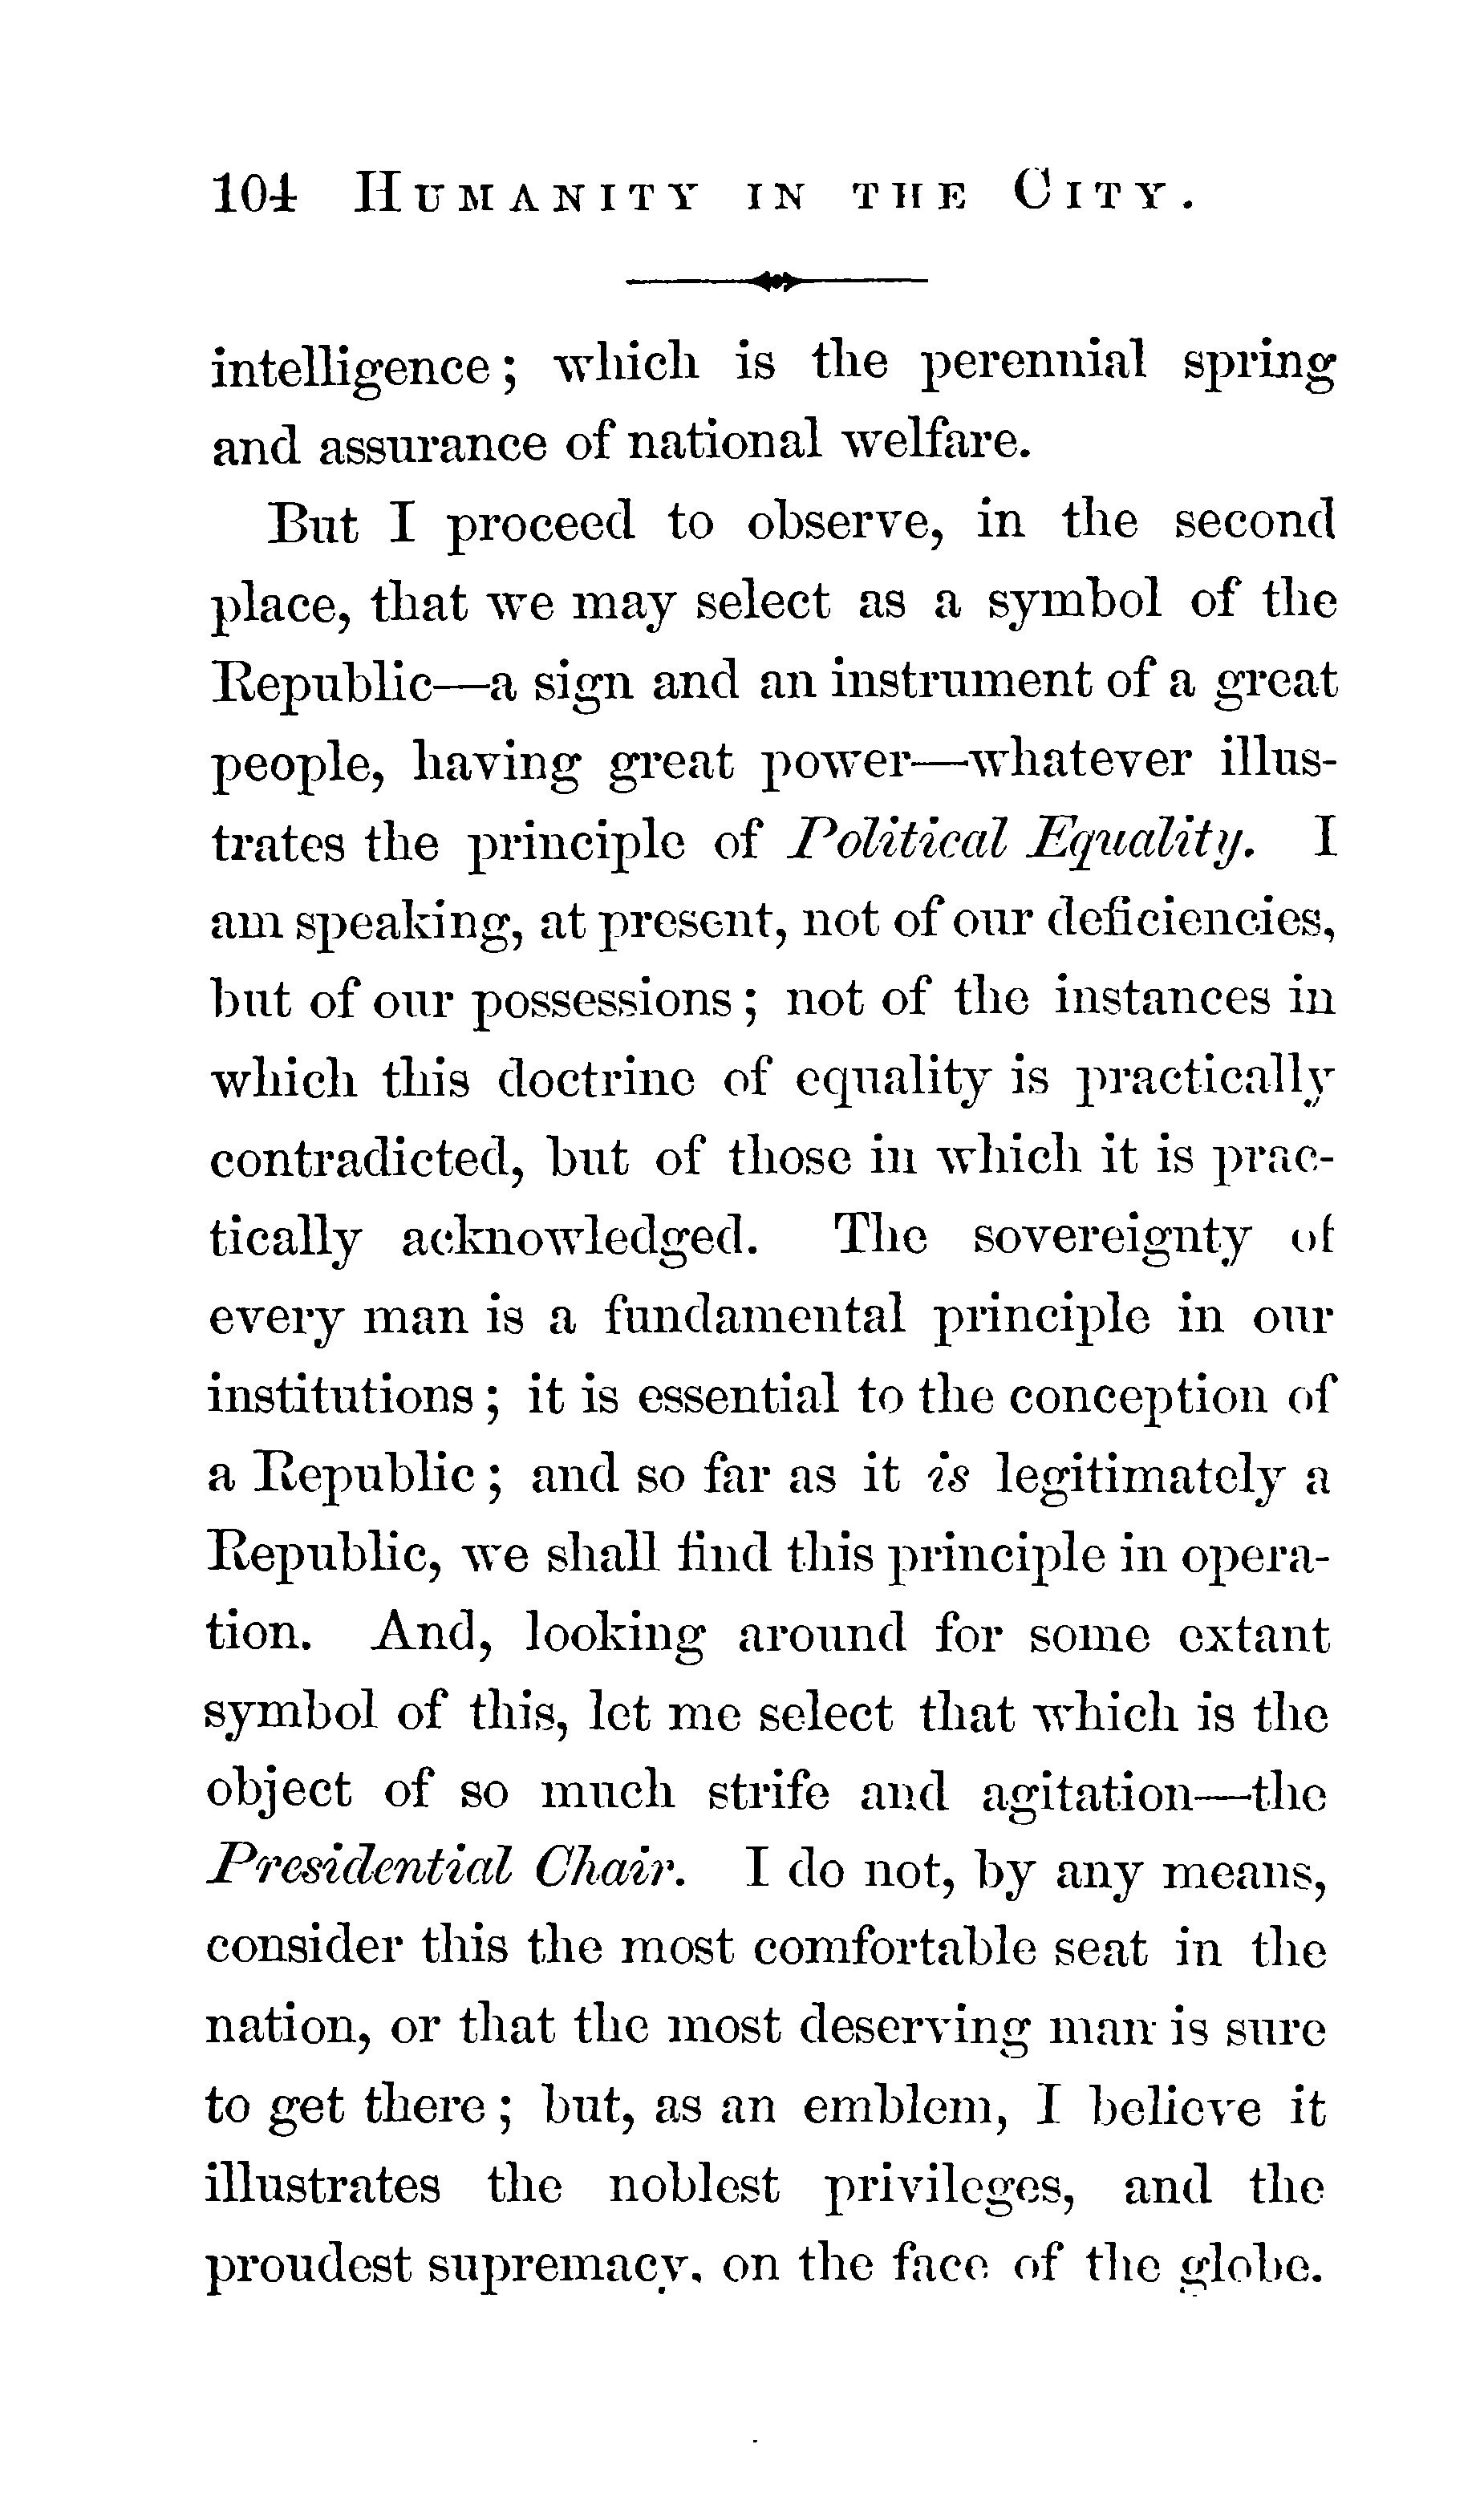 104 HUMANITY IN THE CITY.
intelligence; which is the perennial spring
and assurance of national welfare.
But I proceed to observe, in the second
place, that we may select as a symbol of the
Republic—a sign and an instrument of a great
people, having great power—whatever illus-
trates the principle of Political Equality. I
am speaking, at present, not of our deficiencies,
but of our possessions; not of the instances in
which this doctrine of equality is practically
contradicted, but of those in which it is prac-
tically acknowledged. The sovereignty of
every man is a fundamental principle in our
institutions; it is essential to the conception of
a Republic; and so far as it is legitimately a
Republic, we shall find this principle in opera-
tion. And, looking around for some extant
symbol of this, let me select that which is the
object of so much strife and agitation—the
Presidential Chair. I do not, by any means,
consider this the most comfortable seat in the
nation, or that the most deserving man is sure
to get there; but, as an emblem, I believe it
illustrates the noblest privileges, and the
proudest supremacy, on the face of the globe.